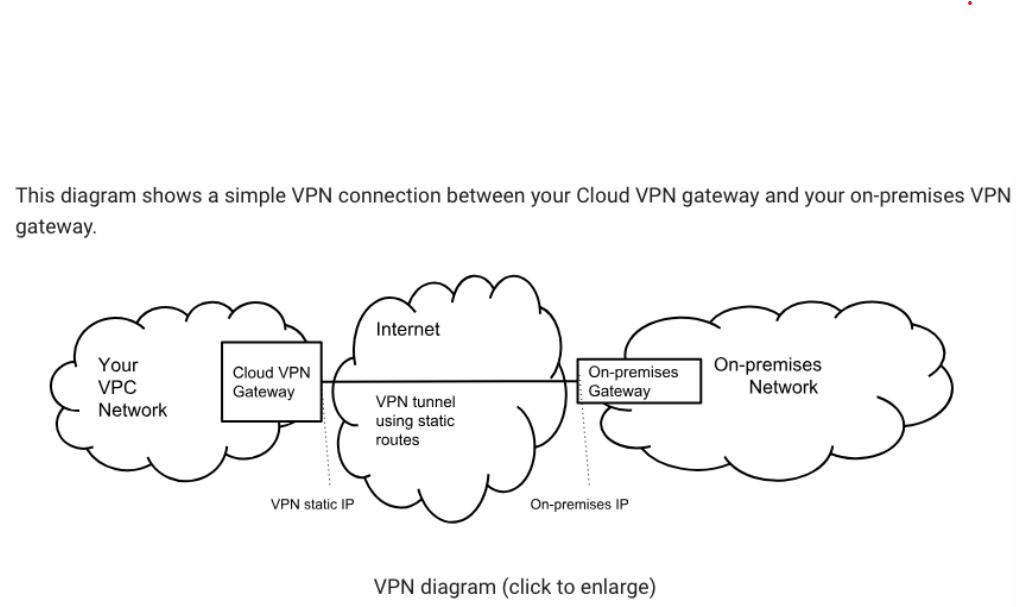 This diagram shows a simple VPN connection between your Cloud VPN gateway and your on-premises VPN
gateway.
Internet
Your
VPC
Network
Cloud VPN
Gateway
VPN tunnel
using static
routes
On-premises
Gateway
On-premises
Network
VPN static IP
On-premises IP
VPN diagram (click to enlarge)